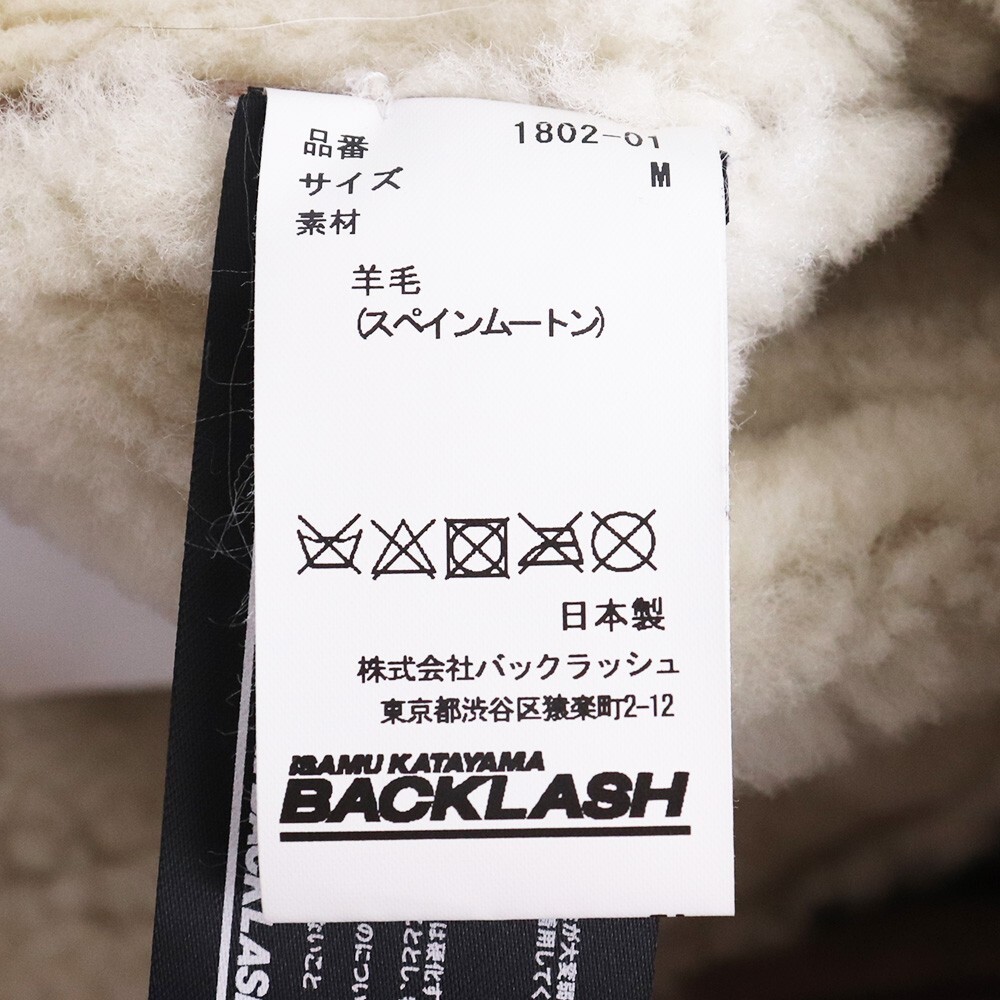 品番 1802-01
サイズ M
素材
羊毛
(スペインムートン)
日本製
株式会社バックラッシュ
東京都渋谷区猿楽町2-12
ISAMU KATAYAMA
BACKLASH